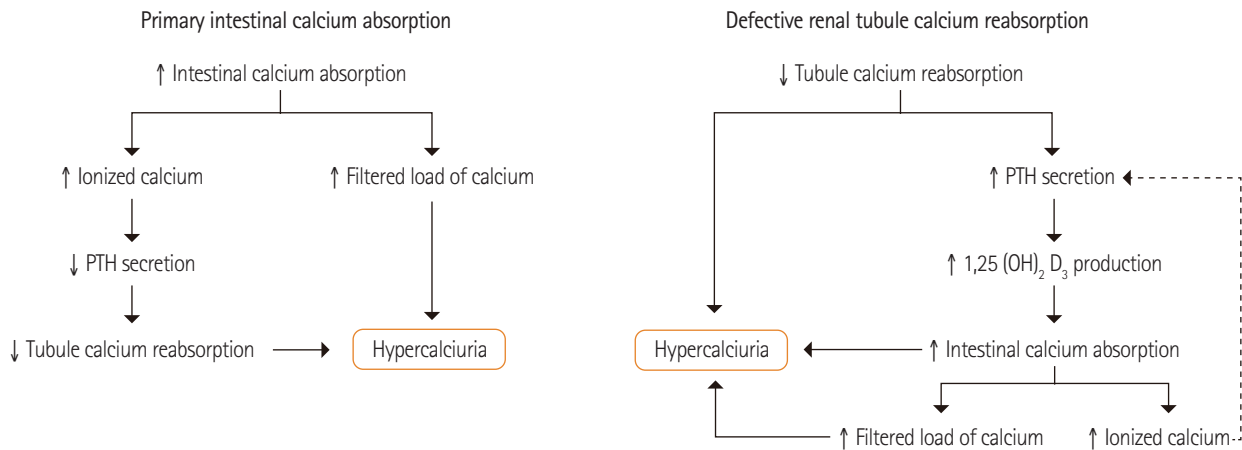 Primary intestinal calcium absorption
↑ Intestinal calcium absorption
↑ Ionized calcium
↑ Filtered load of calcium
↓ PTH secretion
↓ Tubule calcium reabsorption
Hypercalciuria
Defective renal tubule calcium reabsorption
↓ Tubule calcium reabsorption
↑ PTH secretion
↑ 1,25 (OH)₂ D₃ production
Hypercalciuria
↑ Intestinal calcium absorption
↑ Filtered load of calcium
↑ Ionized calcium